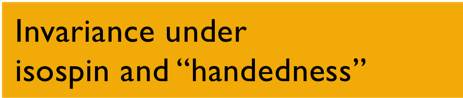 Invariance under
isospin and “handedness”